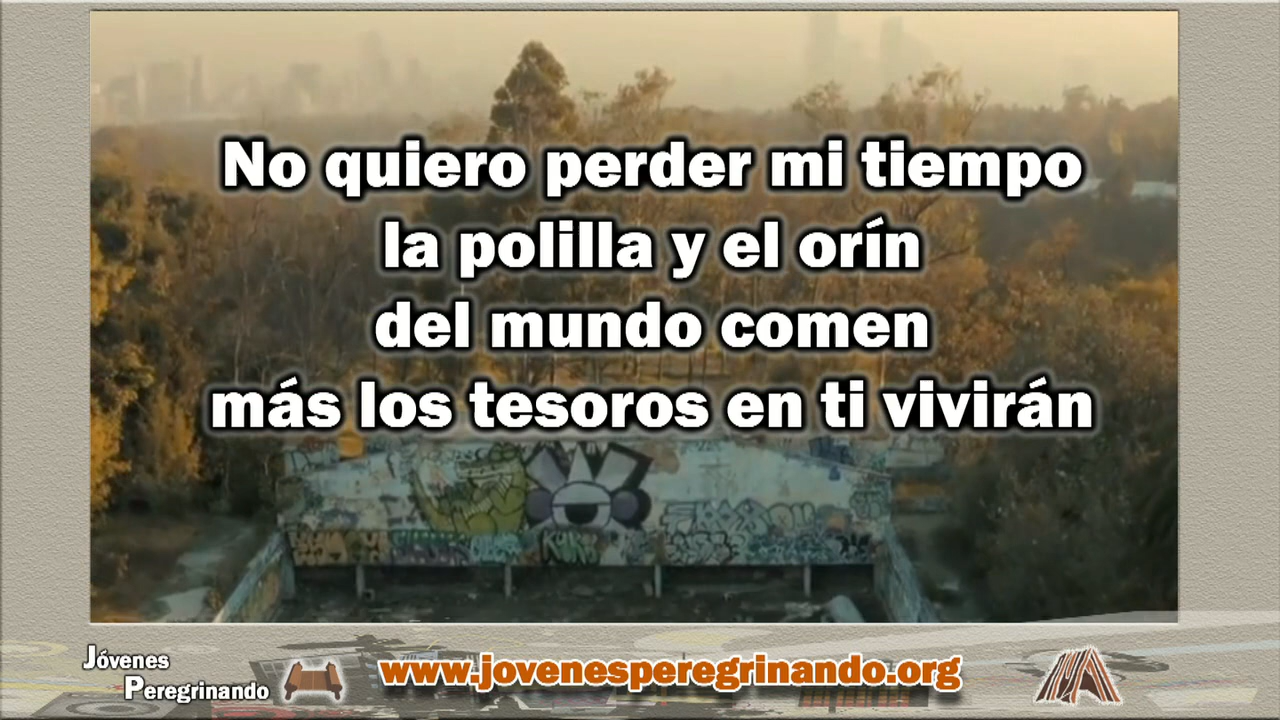 No quiero perder mi tiempo
la polilla y el orín
del mundo comen
más los tesoros en ti vivirán
Jóvenes
Peregrinando
www.jovenesperegrinando.org